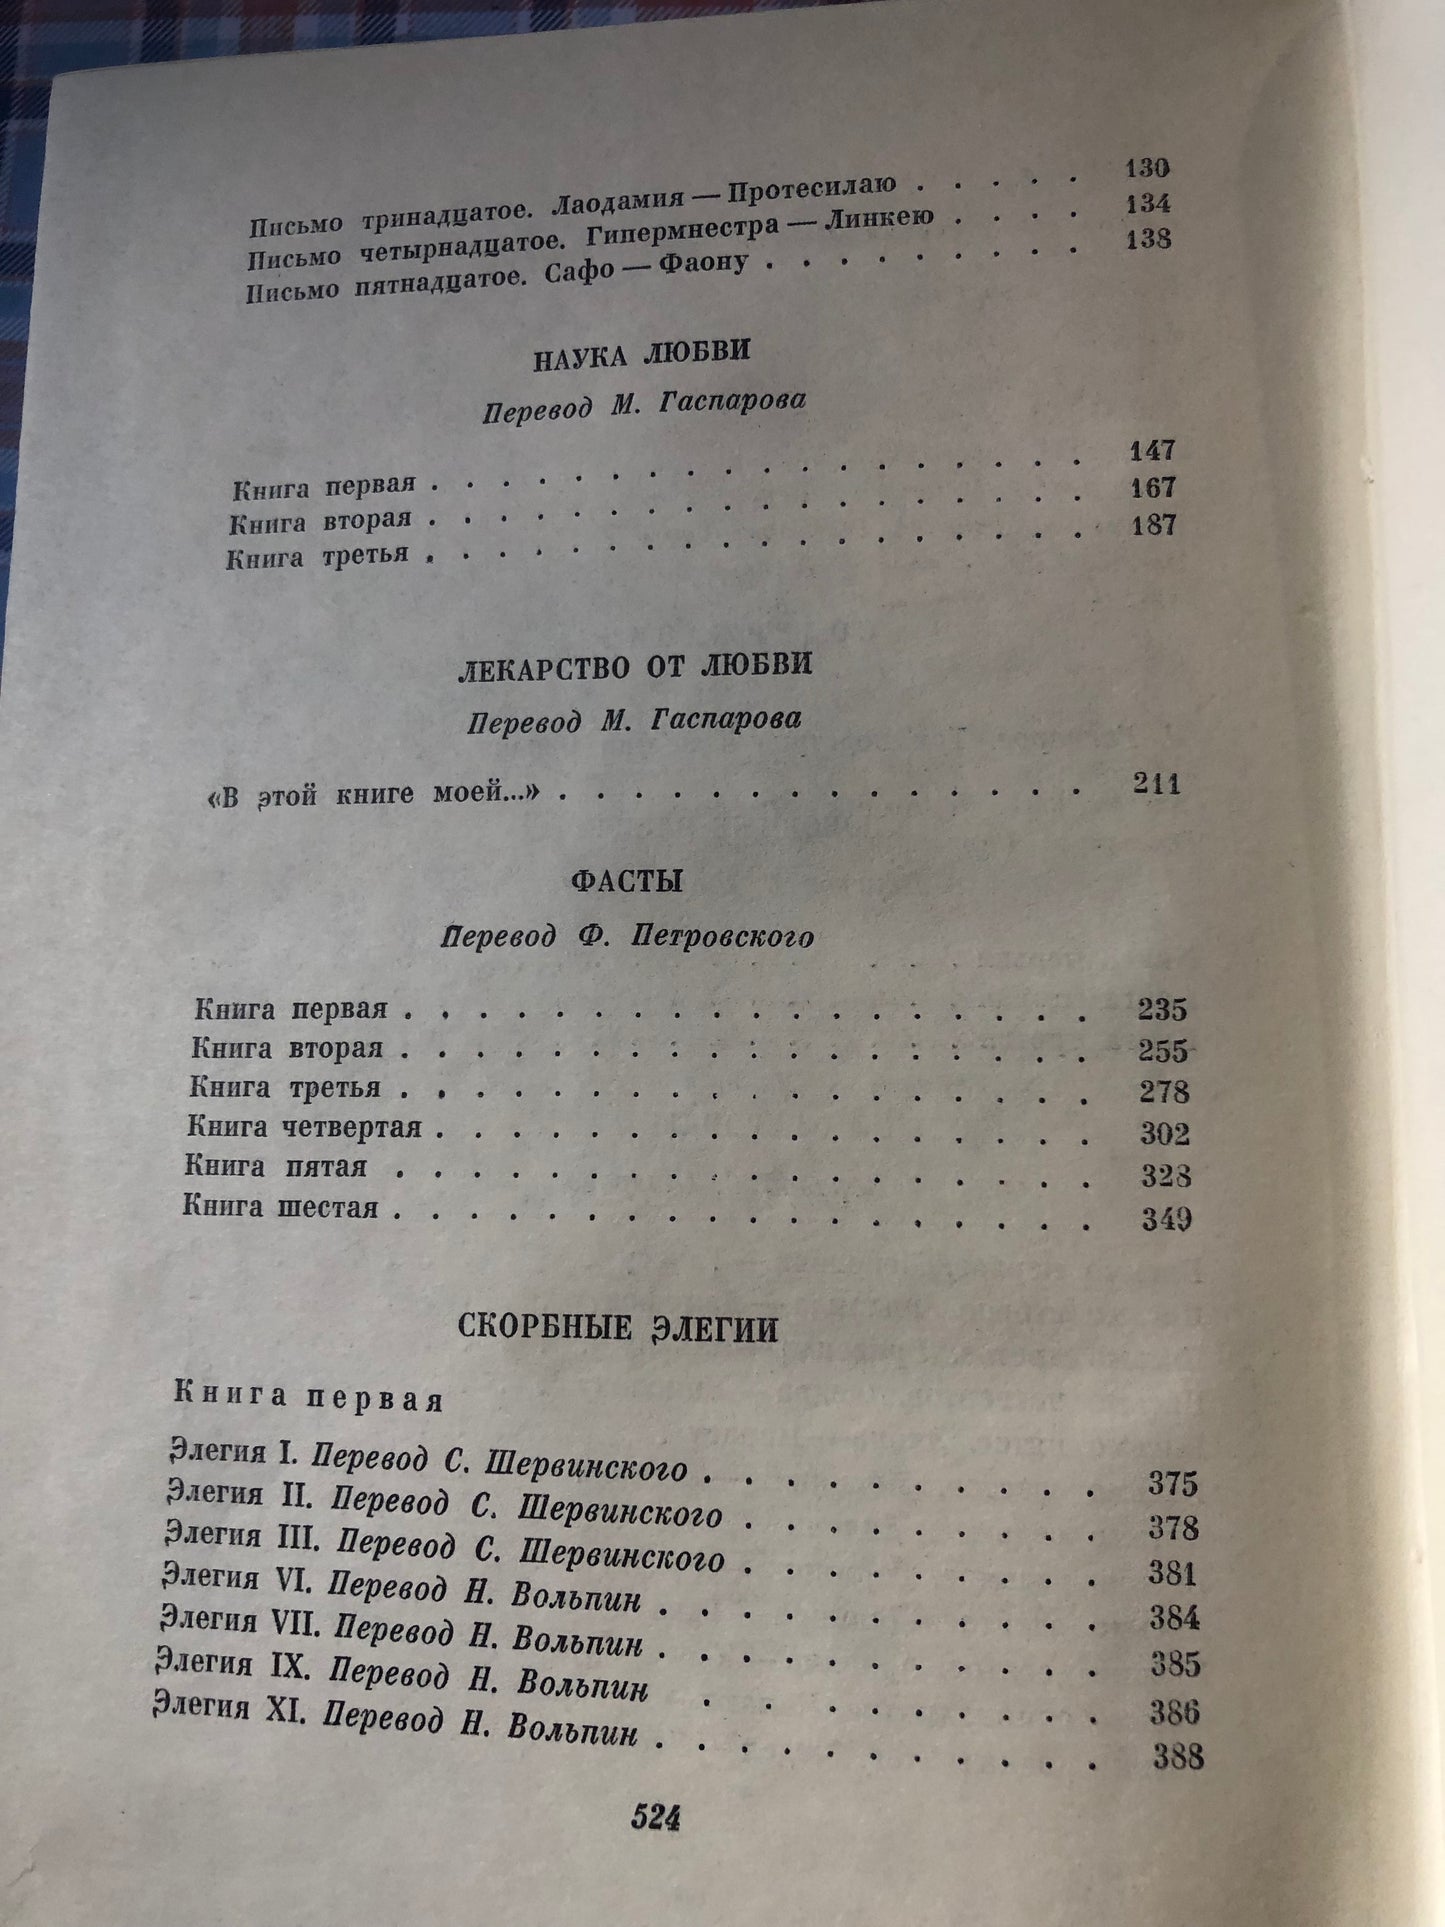 Письмо тринадцатое. Лаодамия — Протесилаю . . . . . 130
Письмо четырнадцатое. Гипермнестра — Линкею . . . . 134
Письмо пятнадцатое. Сафо — Фаону . . . . . . . . . 138
НАУКА ЛЮБВИ
Перевод М. Гаспарова
Книга первая . . . . . . . . . . . . . . . . . . 147
Книга вторая . . . . . . . . . . . . . . . . . . 167
Книга третья . . . . . . . . . . . . . . . . . . 187
ЛЕКАРСТВО ОТ ЛЮБВИ
Перевод М. Гаспарова
«В этой книге моей...» . . . . . . . . . . . . . . 211
ФАСТЫ
Перевод Ф. Петровского
Книга первая . . . . . . . . . . . . . . . . . . 235
Книга вторая . . . . . . . . . . . . . . . . . . 255
Книга третья . . . . . . . . . . . . . . . . . . 278
Книга четвертая . . . . . . . . . . . . . . . . . 302
Книга пятая . . . . . . . . . . . . . . . . . . 328
Книга шестая . . . . . . . . . . . . . . . . . . 349
СКОРБНЫЕ ЭЛЕГИИ
Книга первая
Элегия I. Перевод С. Шервинского . . . . . . . . . . 375
Элегия II. Перевод С. Шервинского . . . . . . . . . 378
Элегия III. Перевод С. Шервинского . . . . . . . . . 381
Элегия VI. Перевод Н. Вольпин . . . . . . . . . . . 384
Элегия VII. Перевод Н. Вольпин . . . . . . . . . . . 385
Элегия IX. Перевод Н. Вольпин . . . . . . . . . 386
Элегия XI. Перевод Н. Вольпин . . . . . . . . . . . 388
524